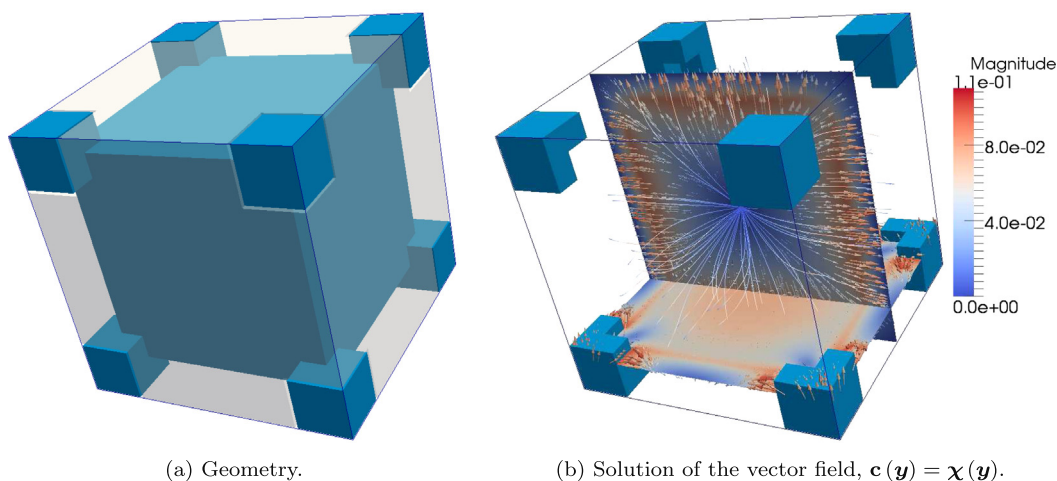 Magnitude
1.1e-01
8.0e-02
4.0e-02
0.0e+00
(a) Geometry.
(b) Solution of the vector field, c (y) = χ (y).